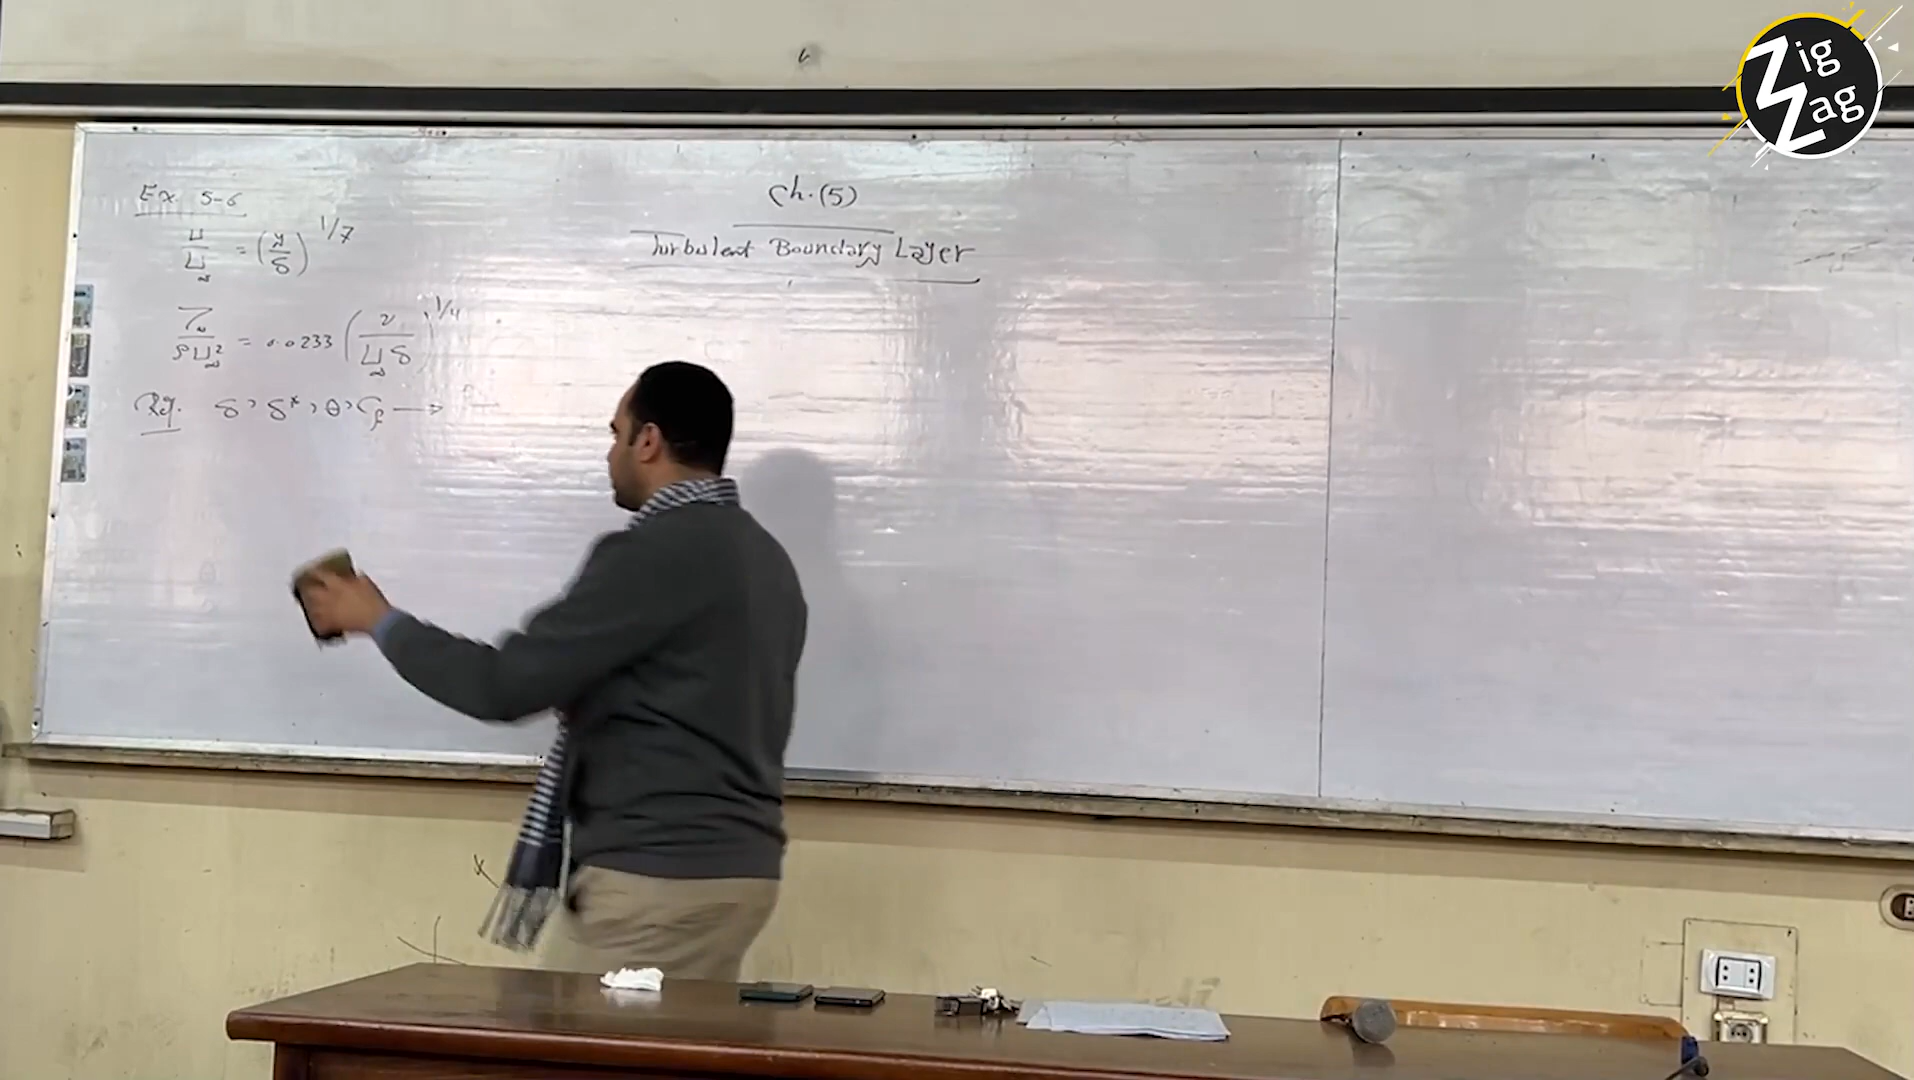 Zig Zag
Ch. (5)
Turbulent Boundary Layer
Ex. 5-6
u/U∞ = (y/δ)^1/7
τw/ρU∞² = 0.0233 (ν/U∞δ)^1/4
Req. δ, δ*, θ, Cf →